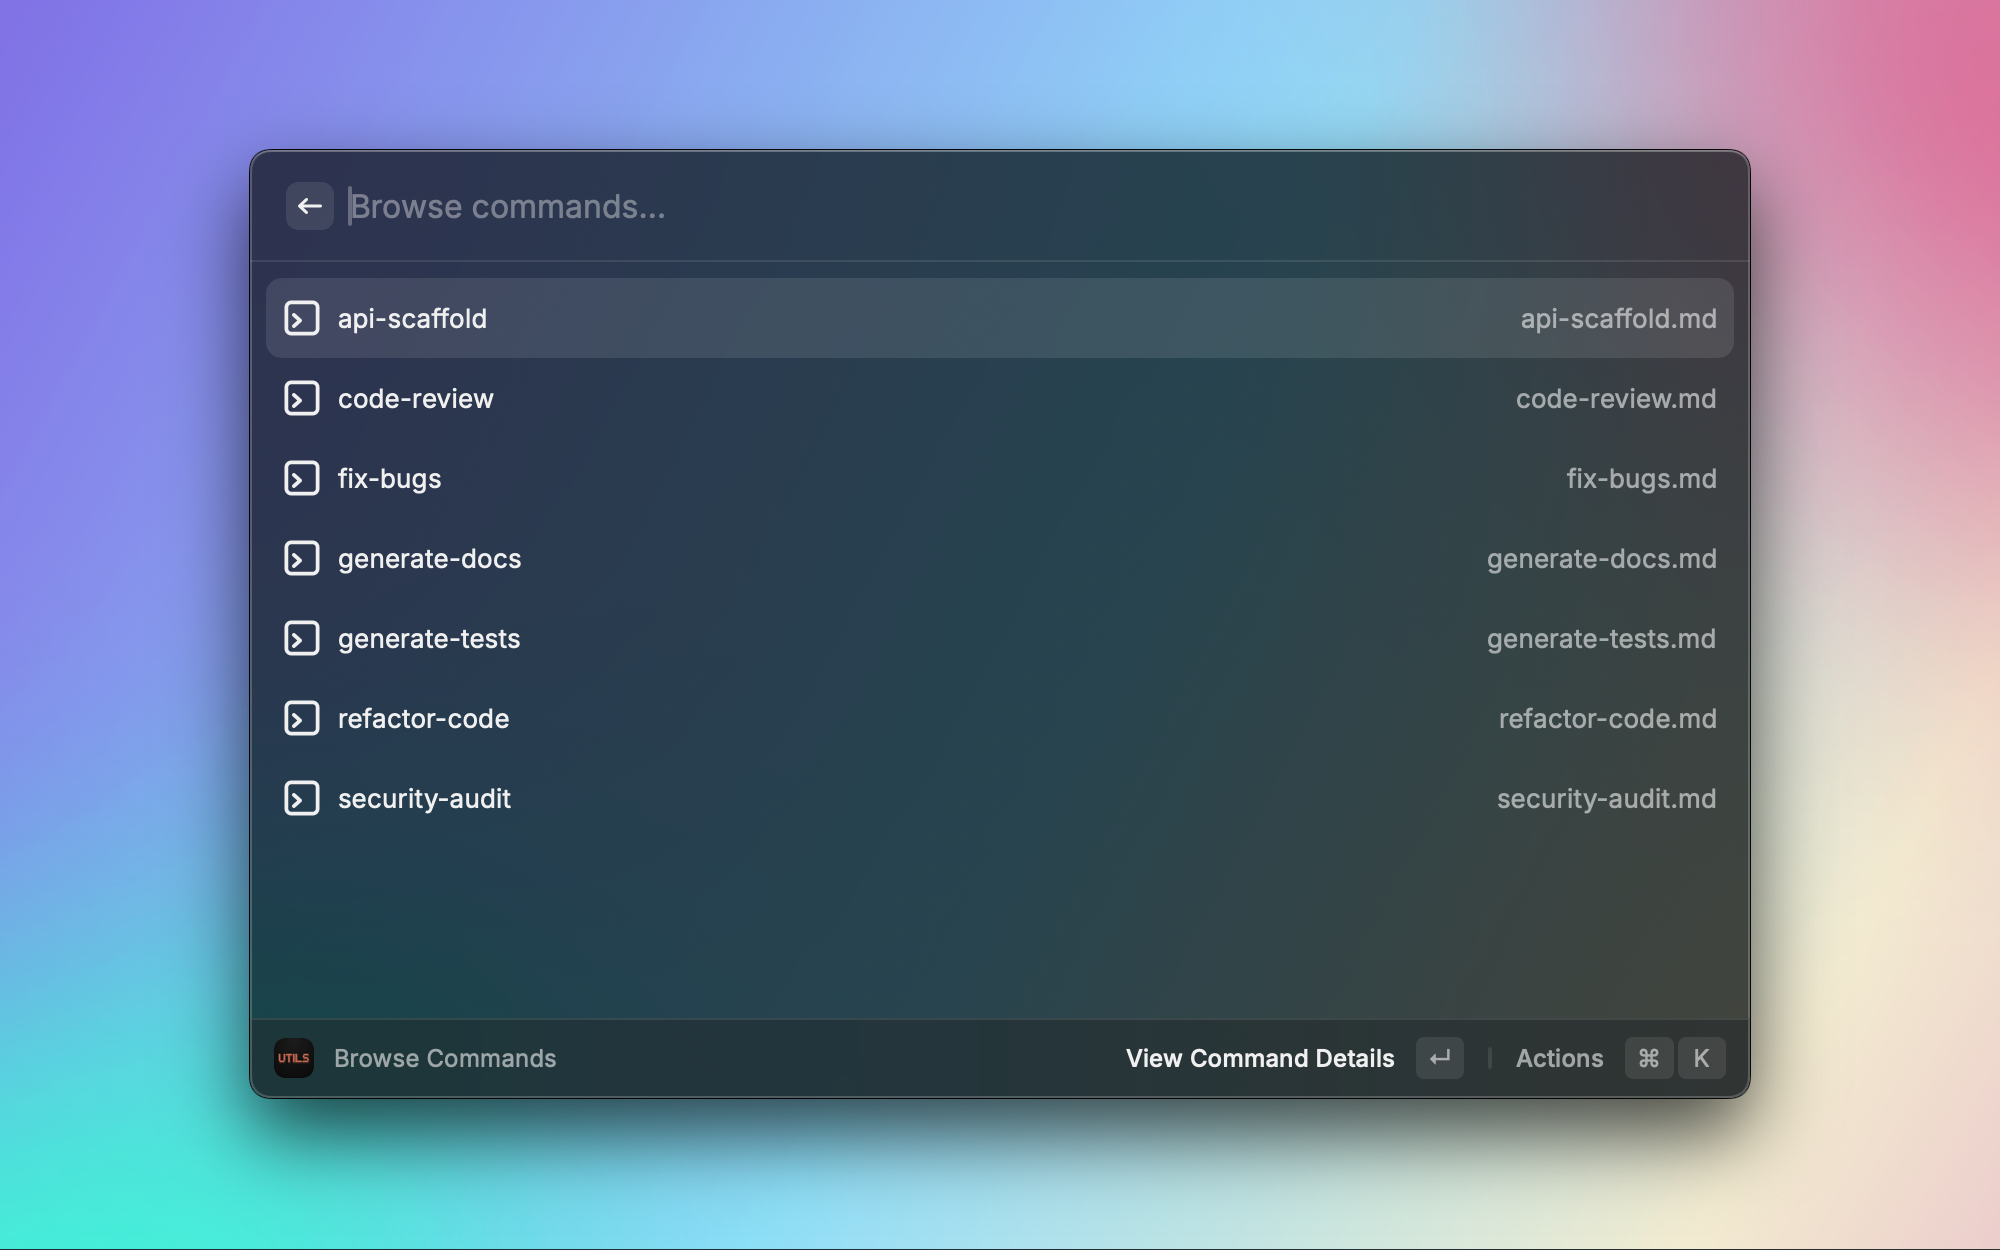 Browse commands...
api-scaffold api-scaffold.md
code-review code-review.md
fix-bugs fix-bugs.md
generate-docs generate-docs.md
generate-tests generate-tests.md
refactor-code refactor-code.md
security-audit security-audit.md
UTILS Browse Commands View Command Details ↵ Actions ⌘ K